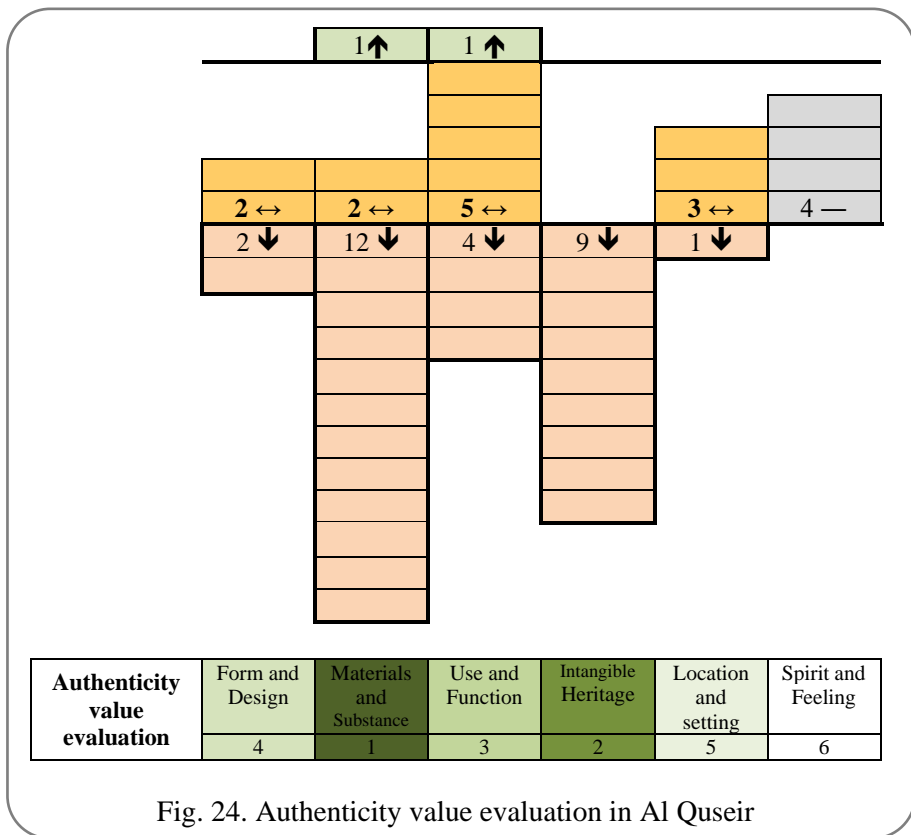 1 ↑ 1 ↑
2 ↔ 2 ↔ 5 ↔ 3 ↔ 4 —
2 ↓ 12 ↓ 4 ↓ 9 ↓ 1 ↓
Authenticity value evaluation
Form and Design
Materials and Substance
Use and Function
Intangible Heritage
Location and setting
Spirit and Feeling
4 1 3 2 5 6
Fig. 24. Authenticity value evaluation in Al Quseir